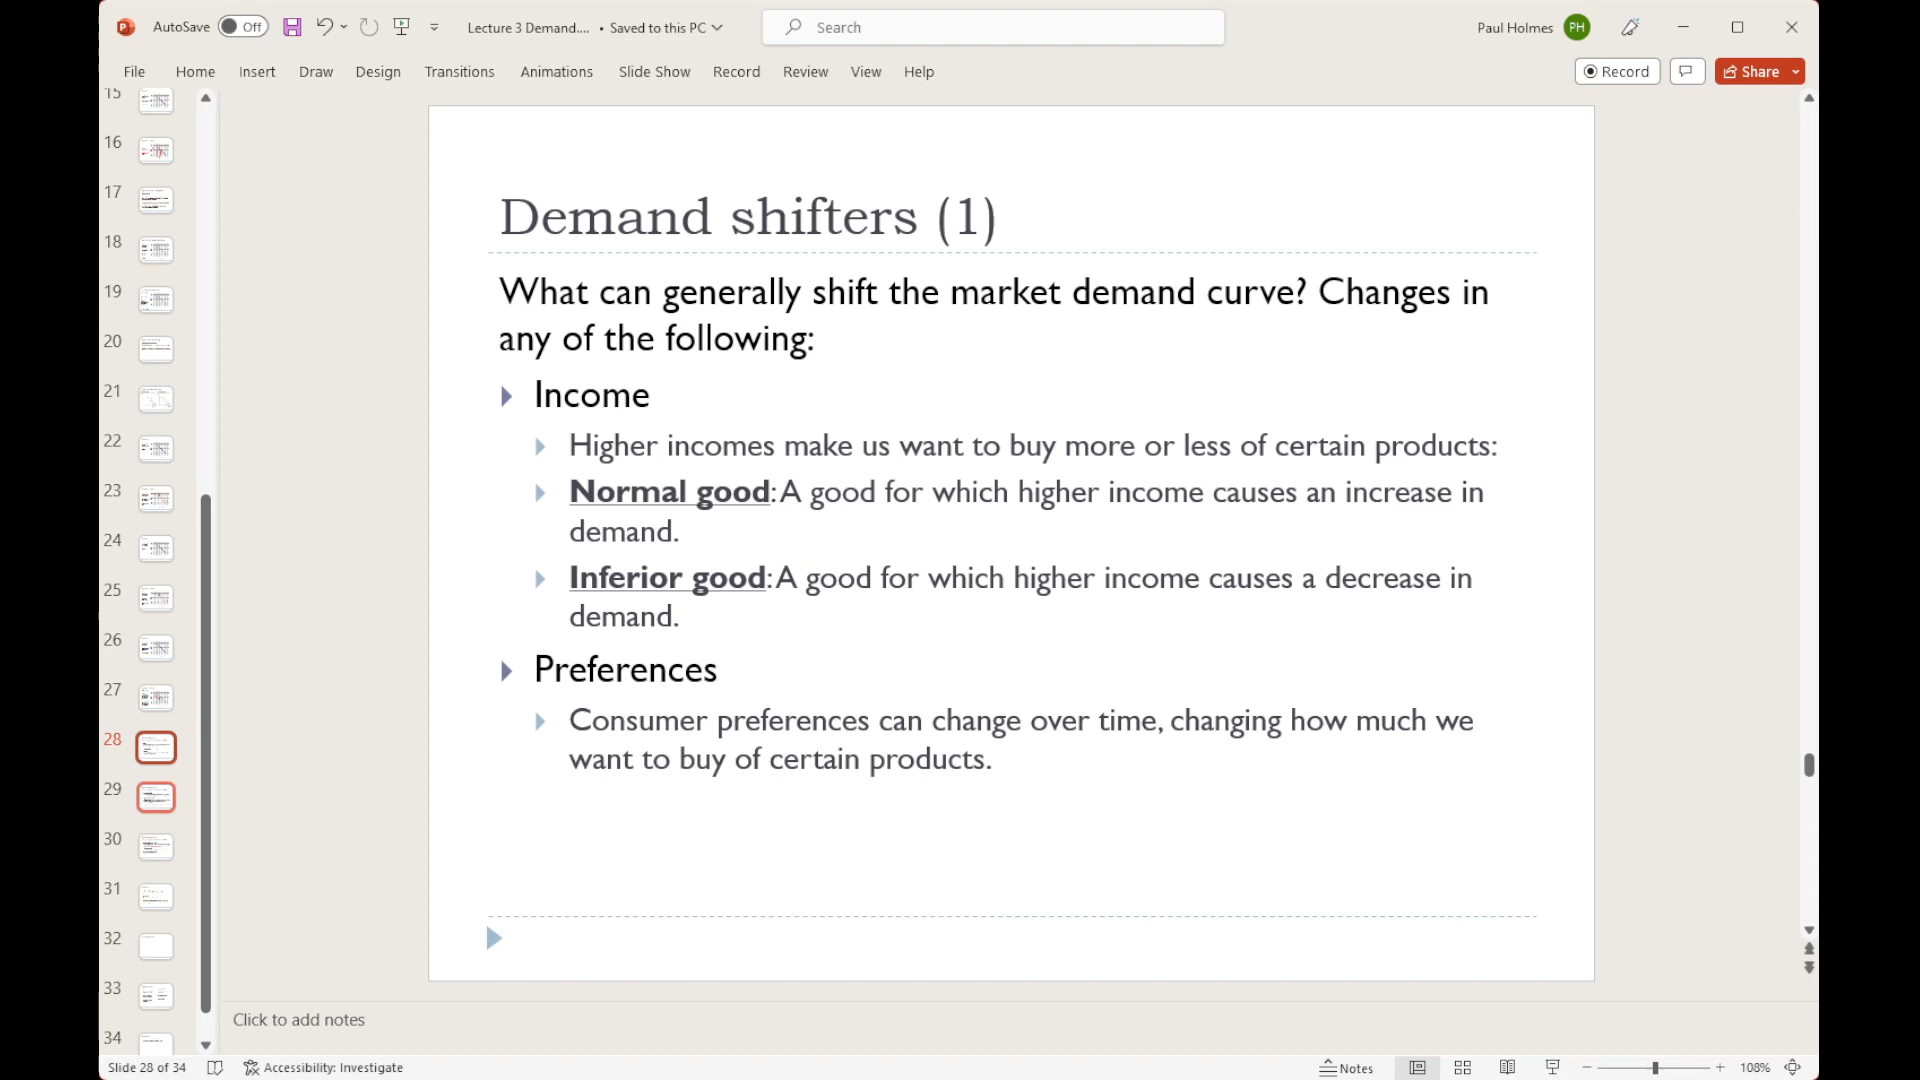 AutoSave Off Lecture 3 Demand.... • Saved to this PC Search Paul Holmes PH
File Home Insert Draw Design Transitions Animations Slide Show Record Review View Help Record Share
15
16
17
18
19
20
21
22
23
24
25
26
27
28
29
30
31
32
33
34
Demand shifters (1)
What can generally shift the market demand curve? Changes in
any of the following:
Income
Higher incomes make us want to buy more or less of certain products:
Normal good: A good for which higher income causes an increase in
demand.
Inferior good: A good for which higher income causes a decrease in
demand.
Preferences
Consumer preferences can change over time, changing how much we
want to buy of certain products.
Click to add notes
Slide 28 of 34 Accessibility: Investigate Notes 108%